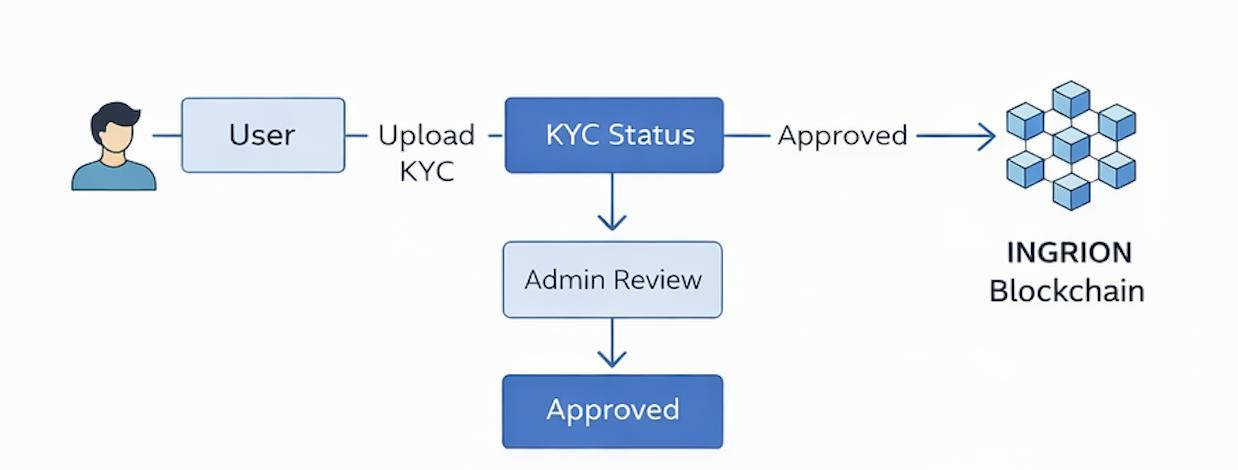 User
Upload
KYC
KYC Status
Approved
INGRION
Blockchain
Admin Review
Approved